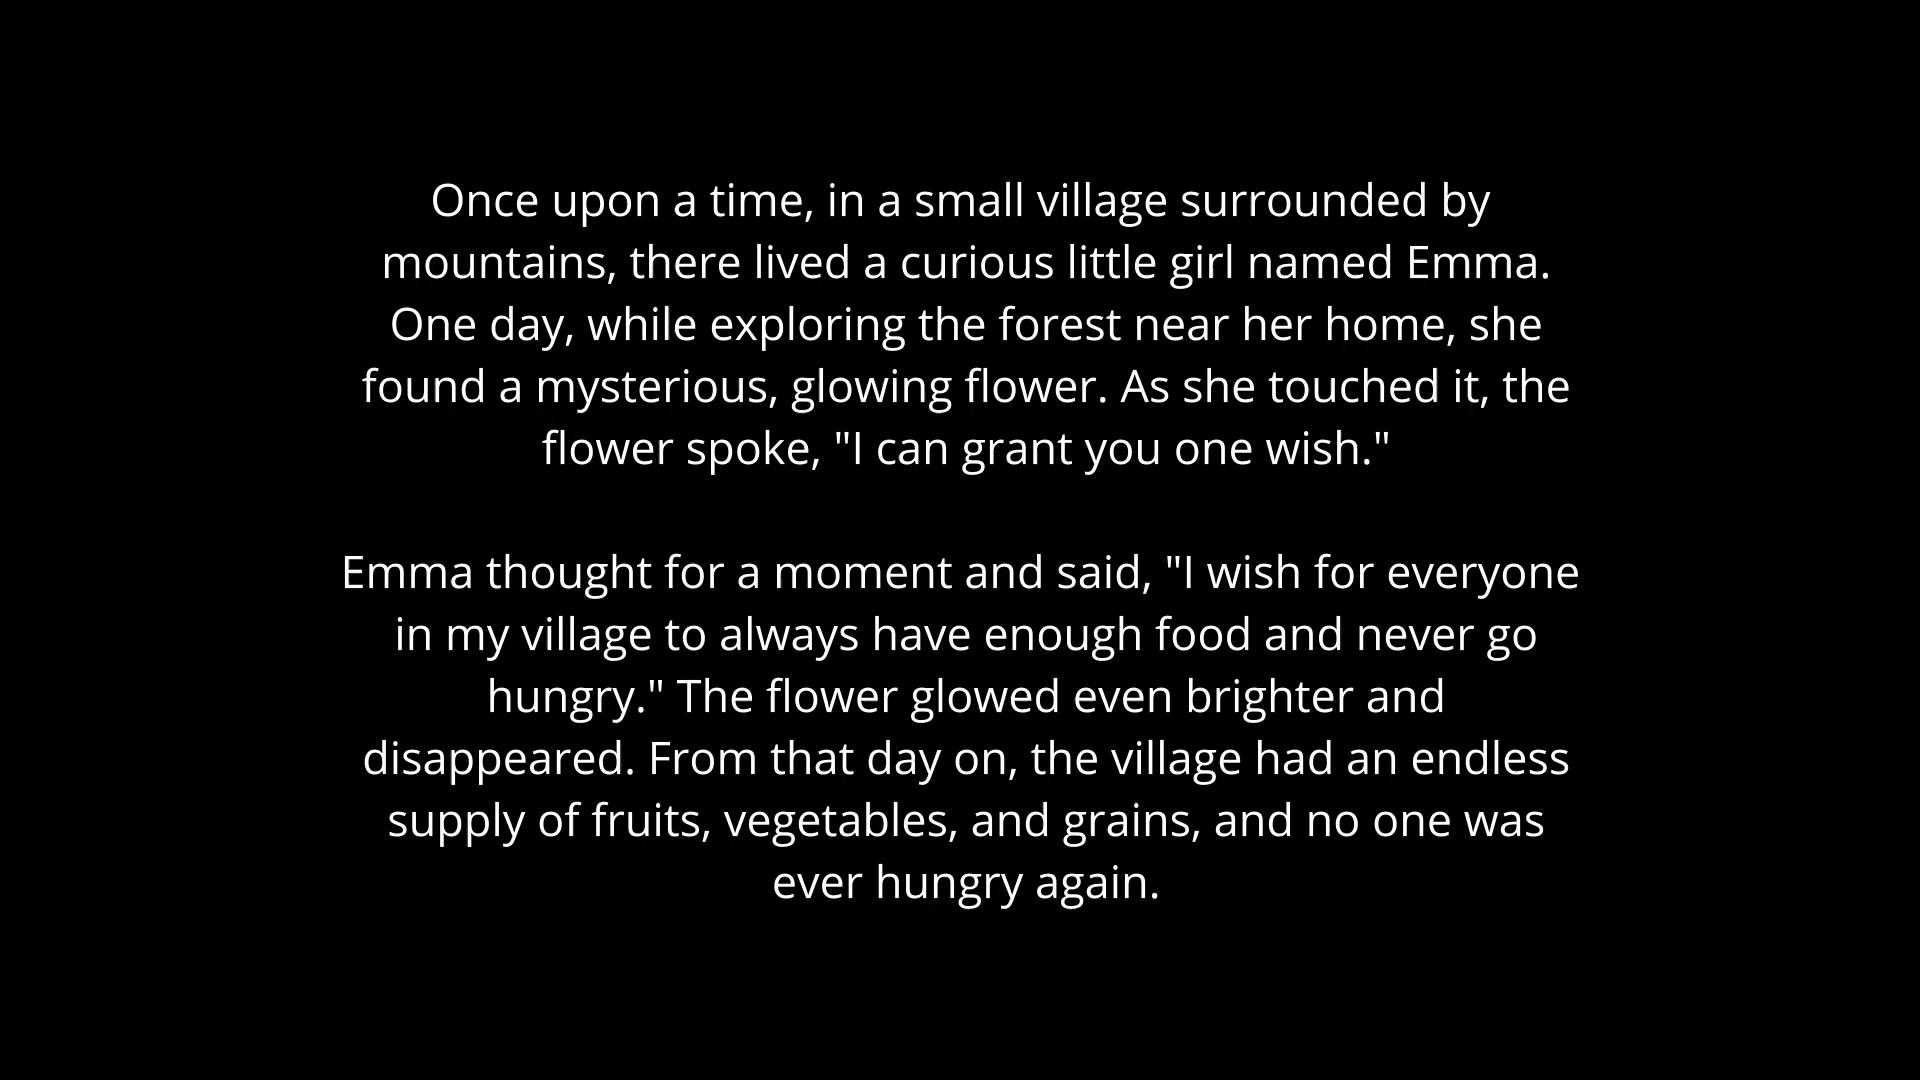 Once upon a time, in a small village surrounded by
mountains, there lived a curious little girl named Emma.
One day, while exploring the forest near her home, she
found a mysterious, glowing flower. As she touched it, the
flower spoke, "I can grant you one wish."
Emma thought for a moment and said, "I wish for everyone
in my village to always have enough food and never go
hungry." The flower glowed even brighter and
disappeared. From that day on, the village had an endless
supply of fruits, vegetables, and grains, and no one was
ever hungry again.